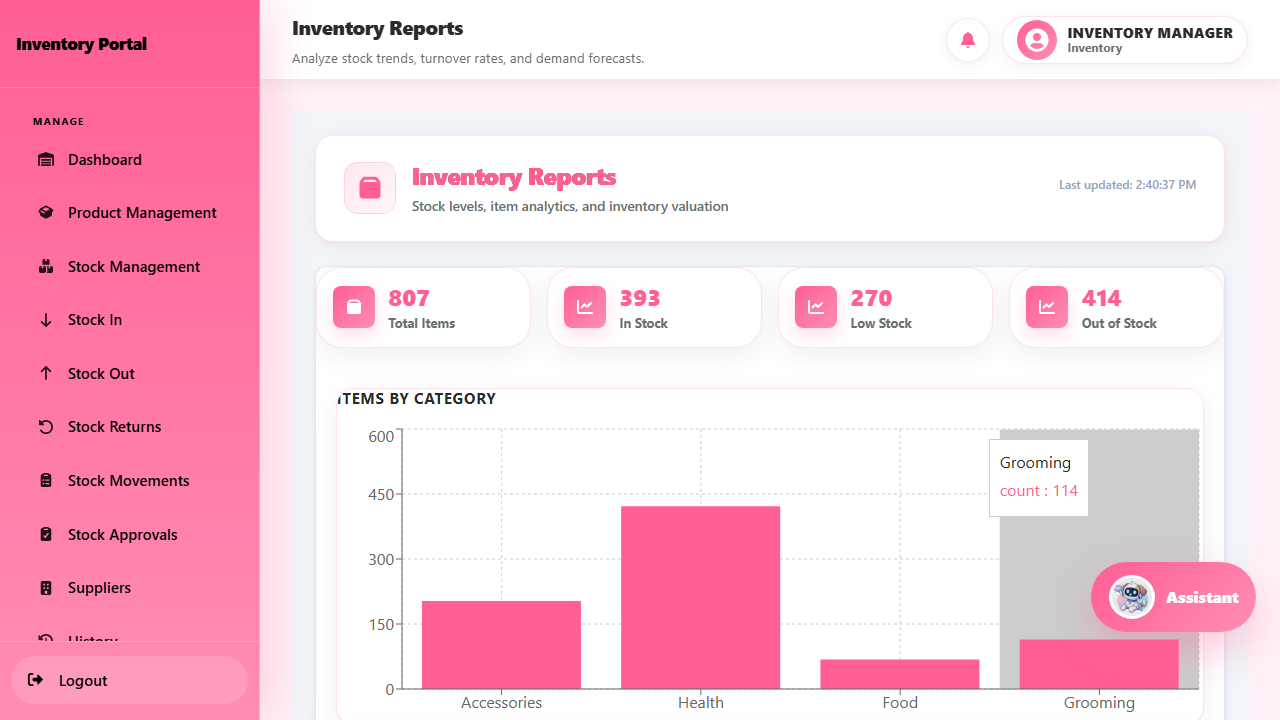 Inventory Portal
MANAGE
Dashboard
Product Management
Stock Management
Stock In
Stock Out
Stock Returns
Stock Movements
Stock Approvals
Suppliers
History
Logout
Inventory Reports
Analyze stock trends, turnover rates, and demand forecasts.
INVENTORY MANAGER
Inventory
Inventory Reports
Stock levels, item analytics, and inventory valuation
Last updated: 2:40:37 PM
807
Total Items
393
In Stock
270
Low Stock
414
Out of Stock
ITEMS BY CATEGORY
600
450
300
150
0
Accessories
Health
Food
Grooming
Grooming
count : 114
Assistant